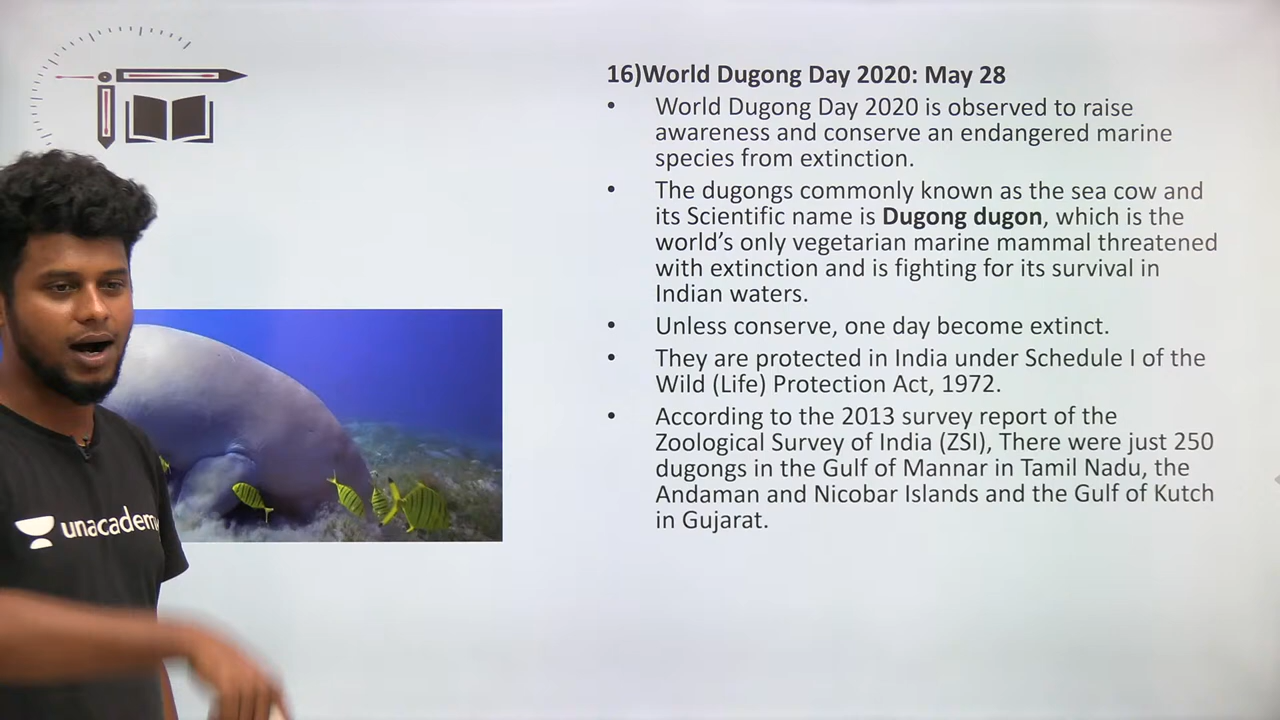 16)World Dugong Day 2020: May 28
• World Dugong Day 2020 is observed to raise
awareness and conserve an endangered marine
species from extinction.
• The dugongs commonly known as the sea cow and
its Scientific name is Dugong dugon, which is the
world’s only vegetarian marine mammal threatened
with extinction and is fighting for its survival in
Indian waters.
• Unless conserve, one day become extinct.
• They are protected in India under Schedule I of the
Wild (Life) Protection Act, 1972.
• According to the 2013 survey report of the
Zoological Survey of India (ZSI), There were just 250
dugongs in the Gulf of Mannar in Tamil Nadu, the
Andaman and Nicobar Islands and the Gulf of Kutch
in Gujarat.
unacademy